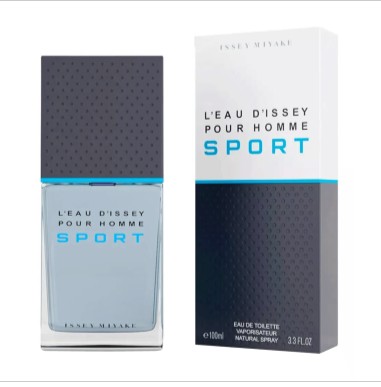 L'EAU D'ISSEY
POUR HOMME
SPORT
ISSEY MIYAKE
ISSEY MIYAKE
L'EAU D'ISSEY
POUR HOMME
SPORT
EAU DE TOILETTE
℮100ml VAPORISATEUR 3.3 FL.OZ
NATURAL SPRAY